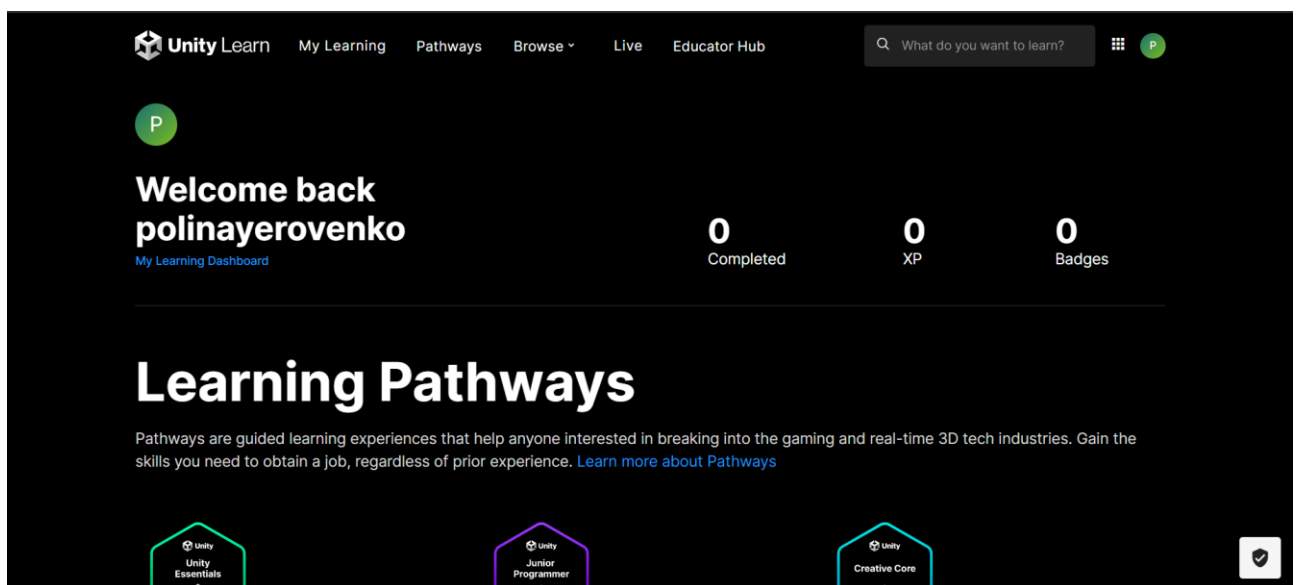 Unity Learn My Learning Pathways Browse Live Educator Hub What do you want to learn? P
P
Welcome back
polinayerovenko
My Learning Dashboard
0 0 0
Completed XP Badges
Learning Pathways
Pathways are guided learning experiences that help anyone interested in breaking into the gaming and real-time 3D tech industries. Gain the
skills you need to obtain a job, regardless of prior experience. Learn more about Pathways
Unity Unity Unity
Unity Junior Creative Core
Essentials Programmer